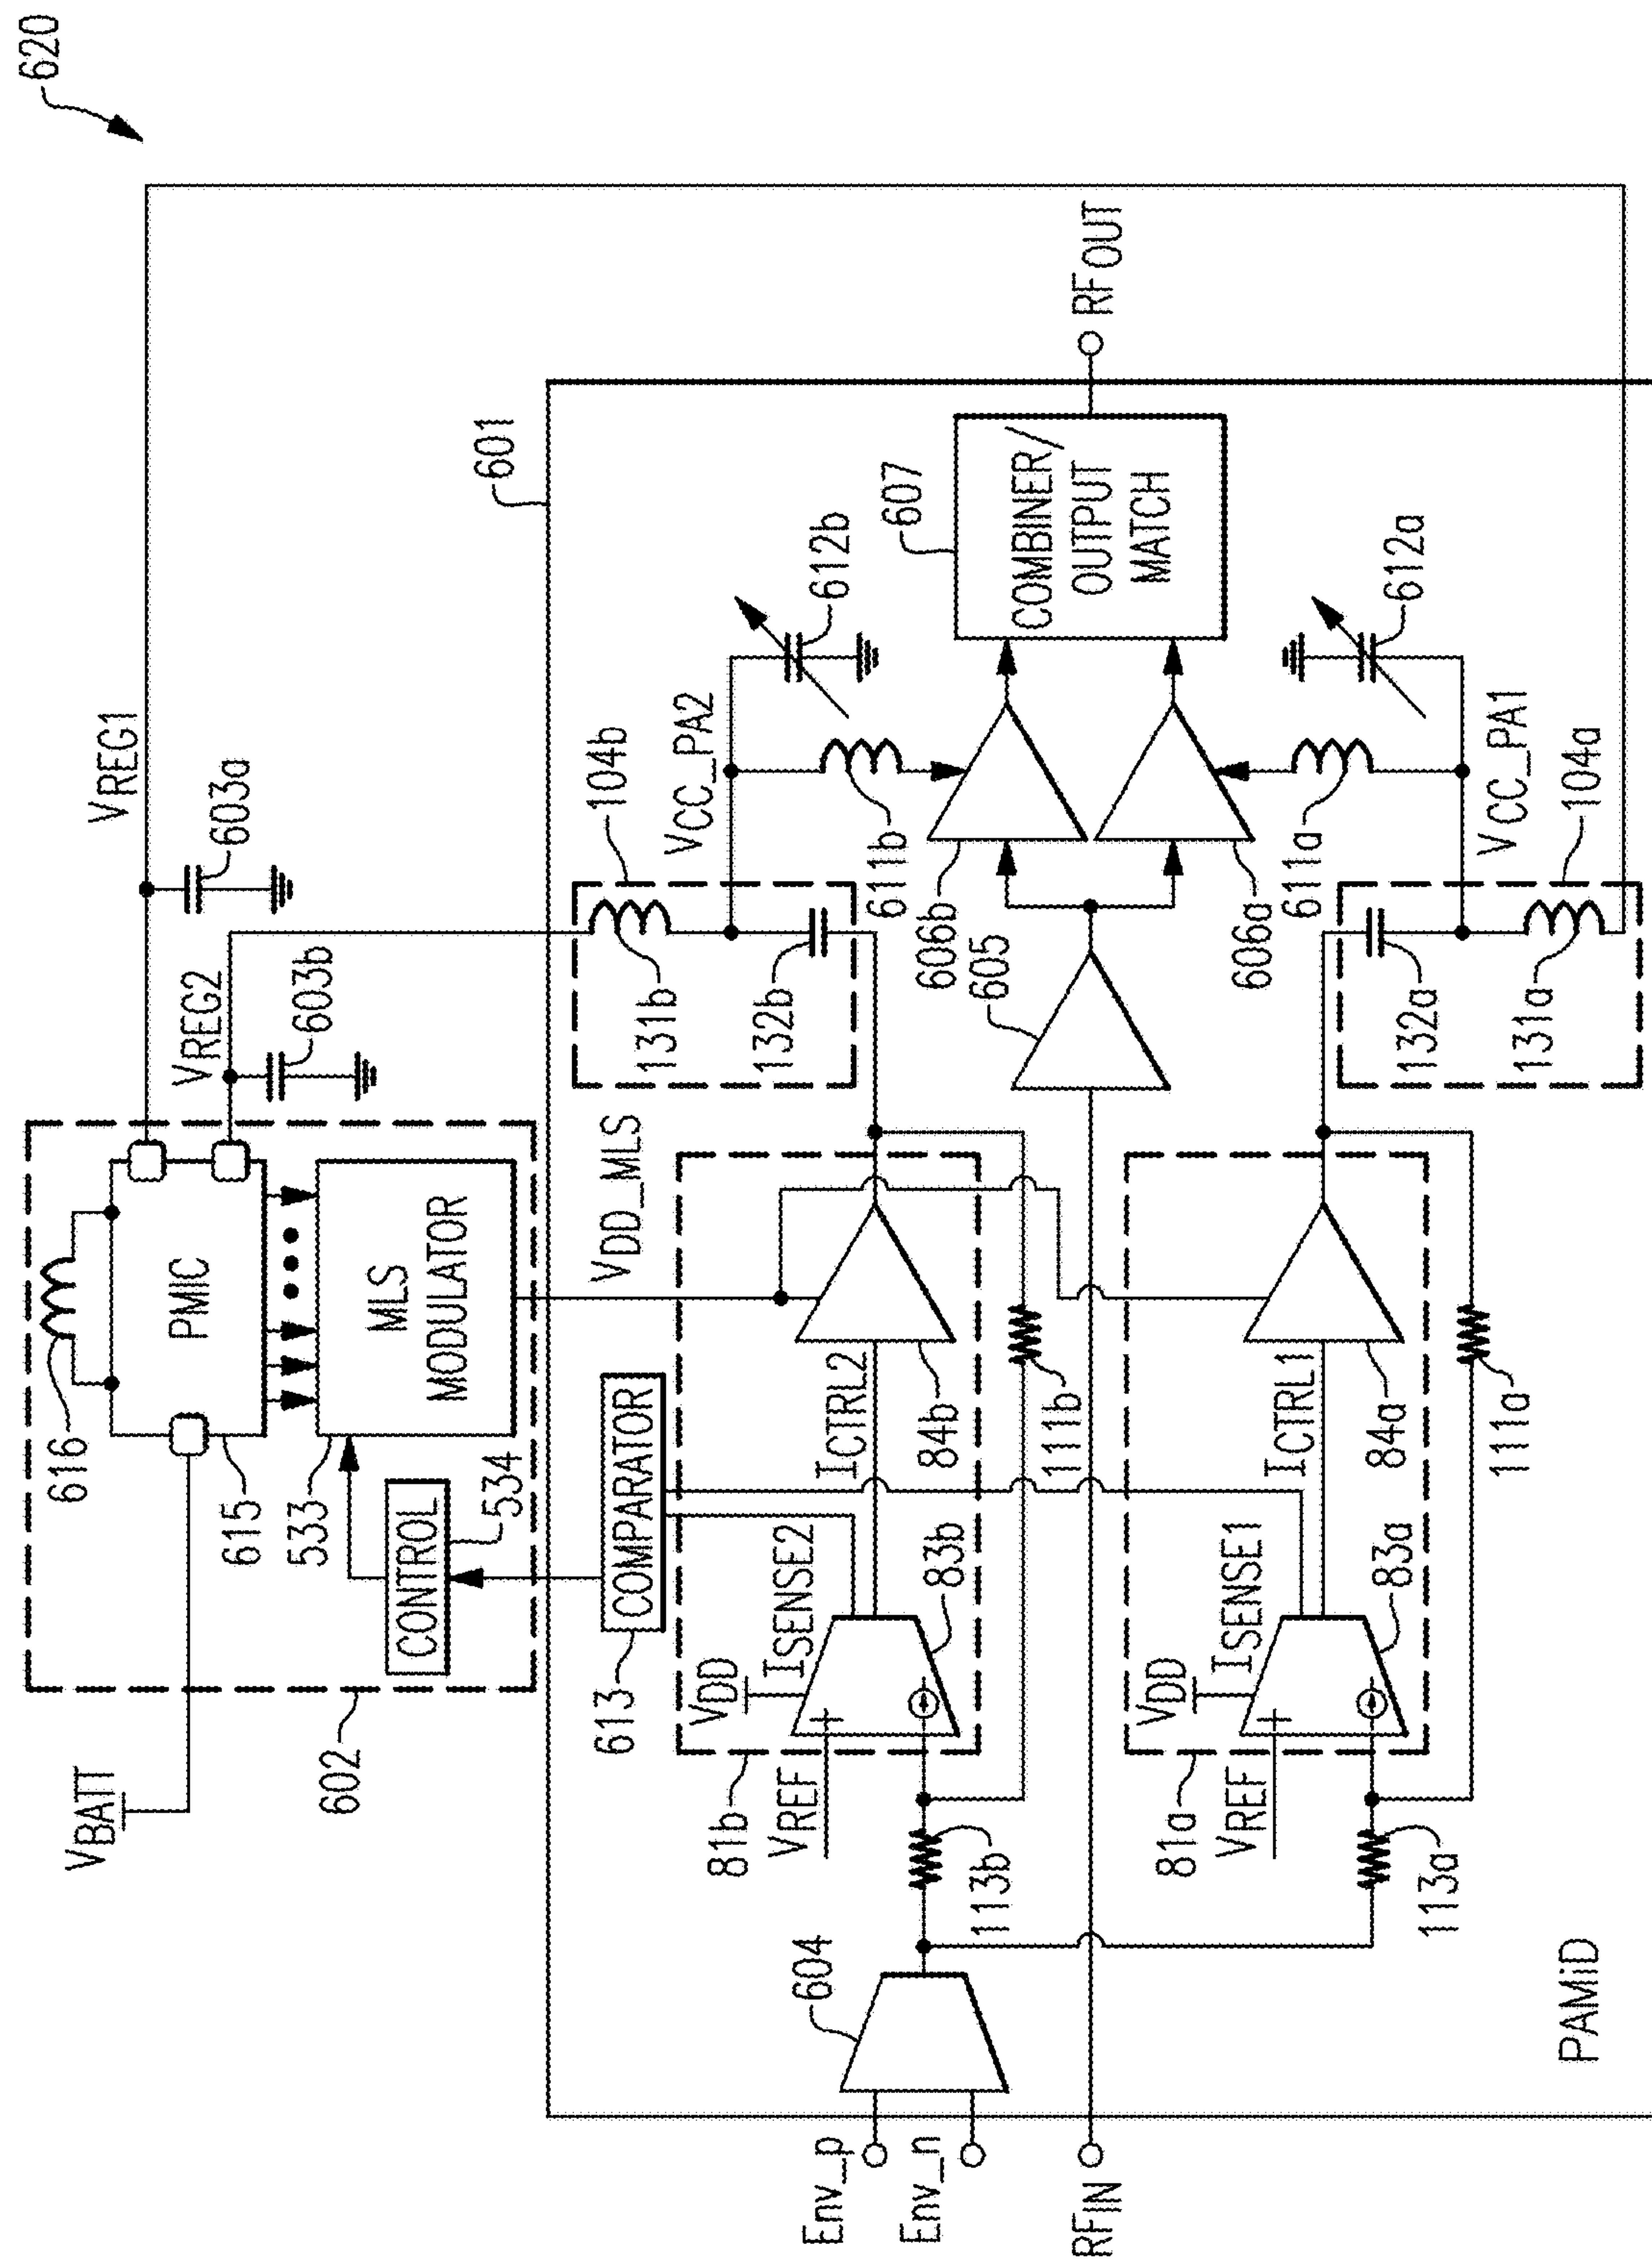 620
VREG1
603a
VREG2
603b
VBATT
616
PMIC
615
533
MLS
MODULATOR
CONTROL
534
602
601
VDD_MLS
104b
131b
132b
VCC_PA2
612b
611b
COMPARATOR
613
81b
VDD
ISENSE2
ICTRL2
84b
83b
VREF
113b
111b
604
Env_p
Env_n
RFIN
605
606b
606a
607
COMBINER/
OUTPUT
MATCH
RFOUT
611a
612a
VCC_PA1
104a
132a
131a
81a
VDD
ISENSE1
ICTRL1
84a
83a
VREF
113a
111a
PAMiD